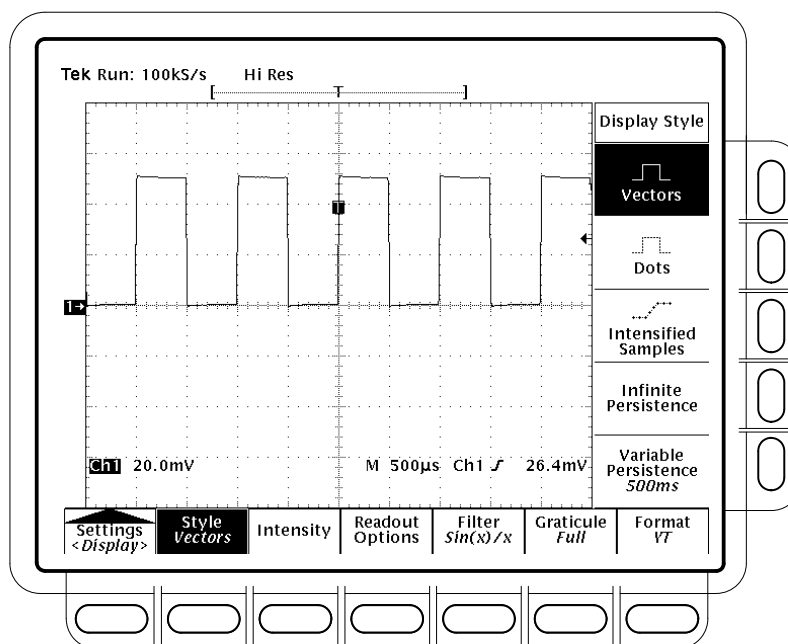 Tek Run: 100kS/s Hi Res
[ T ]
Display Style
Vectors
T
Dots
1→
Intensified
Samples
Infinite
Persistence
Ch1 20.0mV M 500µs Ch1 26.4mV
Variable
Persistence
500ms
Settings
<Display>
Style
Vectors
Intensity
Readout
Options
Filter
Sin(x)/x
Graticule
Full
Format
YT